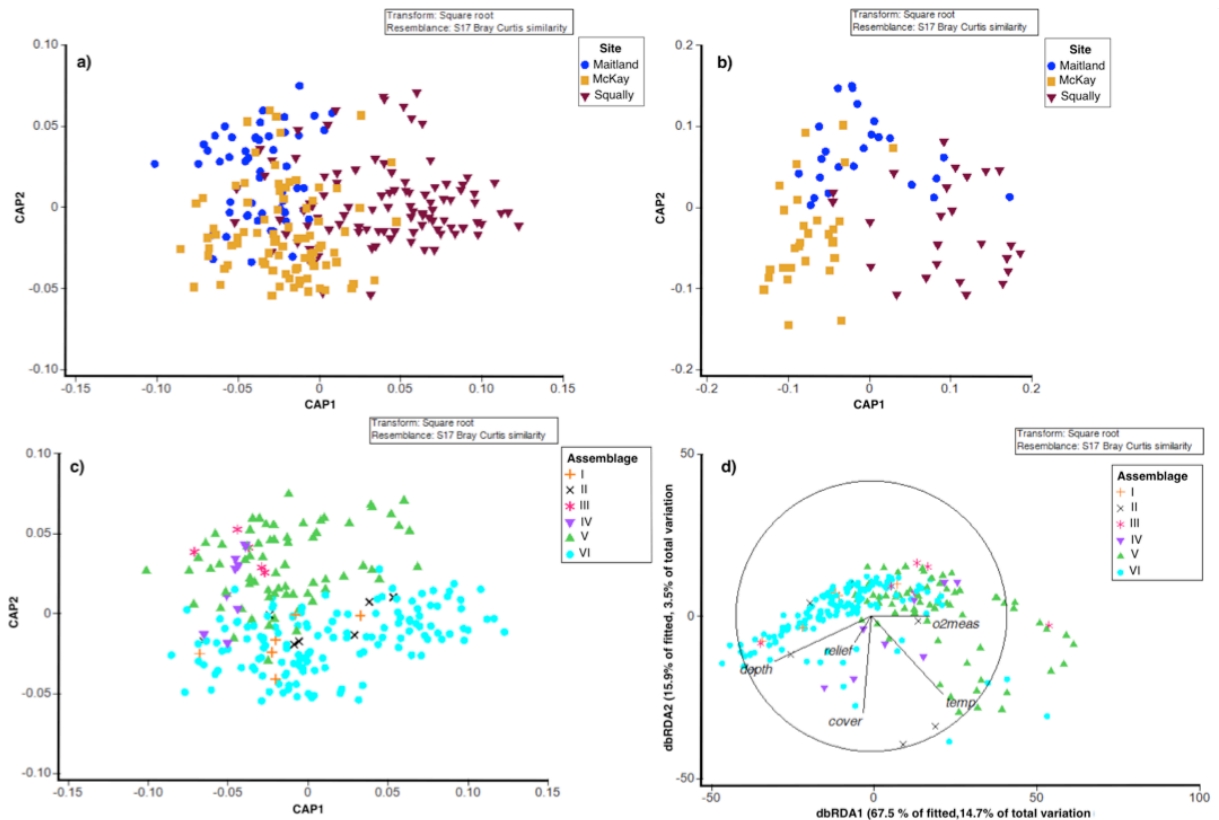 Transform: Square root
Resemblance: S17 Bray Curtis similarity
a)
Site
Maitland
McKay
Squally
0.10
0.05
0
-0.05
-0.10
CAP2
-0.15
-0.10
-0.05
0
0.05
0.10
0.15
CAP1
Transform: Square root
Resemblance: S17 Bray Curtis similarity
b)
Site
Maitland
McKay
Squally
0.2
0.1
0
-0.1
-0.2
CAP2
-0.2
-0.1
0
0.1
0.2
CAP1
Transform: Square root
Resemblance: S17 Bray Curtis similarity
c)
Assemblage
I
II
III
IV
V
VI
0.10
0.05
0
-0.05
-0.10
CAP2
-0.15
-0.10
-0.05
0
0.05
0.10
0.15
CAP1
Transform: Square root
Resemblance: S17 Bray Curtis similarity
d)
Assemblage
I
II
III
IV
V
VI
50
0
-50
dbRDA2 (15.9% of fitted, 3.5% of total variation)
o2meas
relief
depth
temp
cover
-50
0
50
100
dbRDA1 (67.5 % of fitted,14.7% of total variation